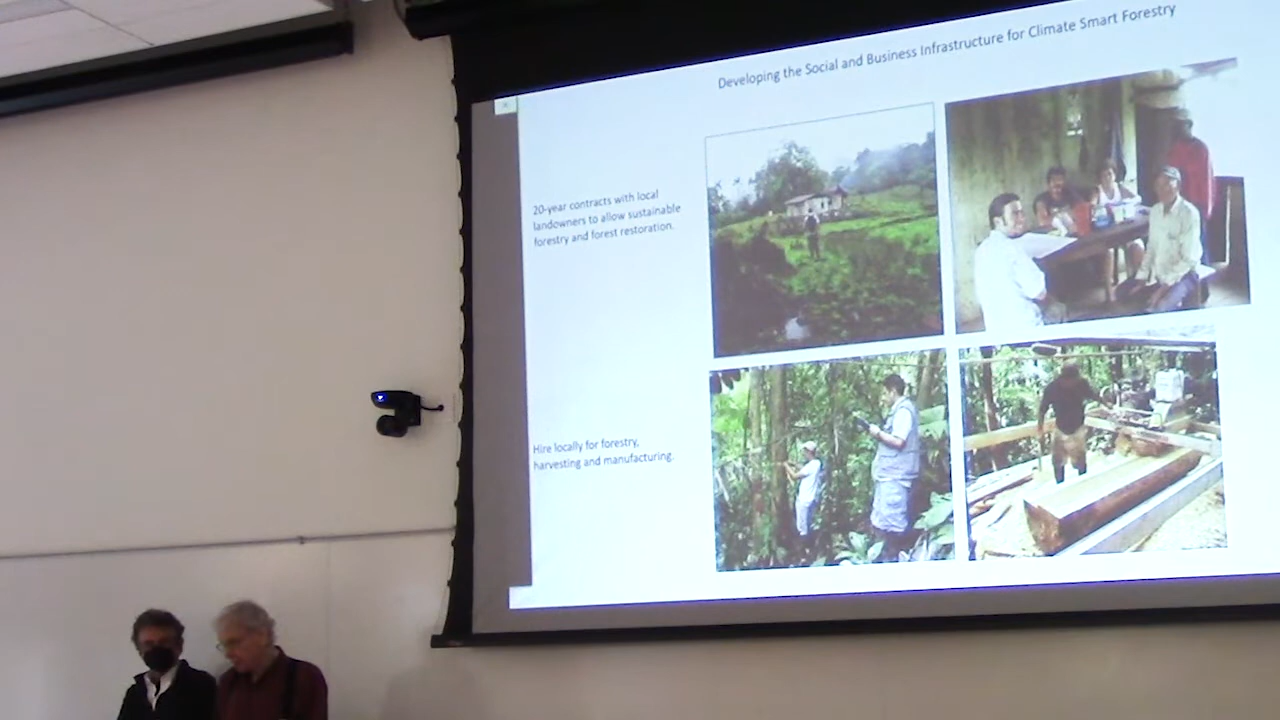 Developing the Social and Business Infrastructure for Climate Smart Forestry
20-year contracts with local
landowners to allow sustainable
forestry and forest restoration.
Hire locally for forestry,
harvesting and manufacturing.